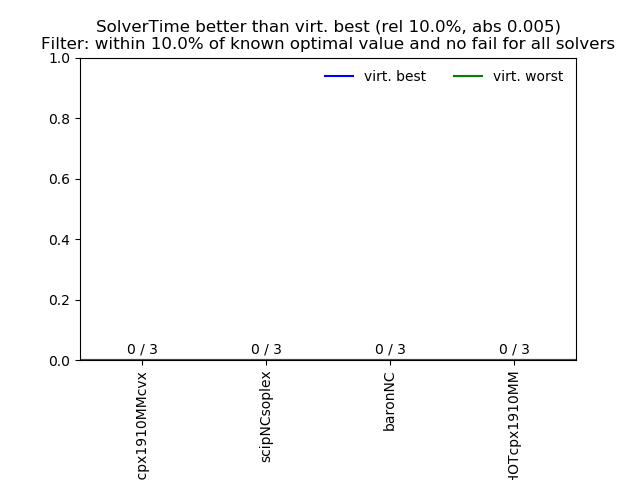 SolverTime better than virt. best (rel 10.0%, abs 0.005)
Filter: within 10.0% of known optimal value and no fail for all solvers
virt. best
virt. worst
1.0
0.8
0.6
0.4
0.2
0.0
0 / 3
0 / 3
0 / 3
0 / 3
cpx1910MMcvx
scipNCsoplex
baronNC
HOTcpx1910MM